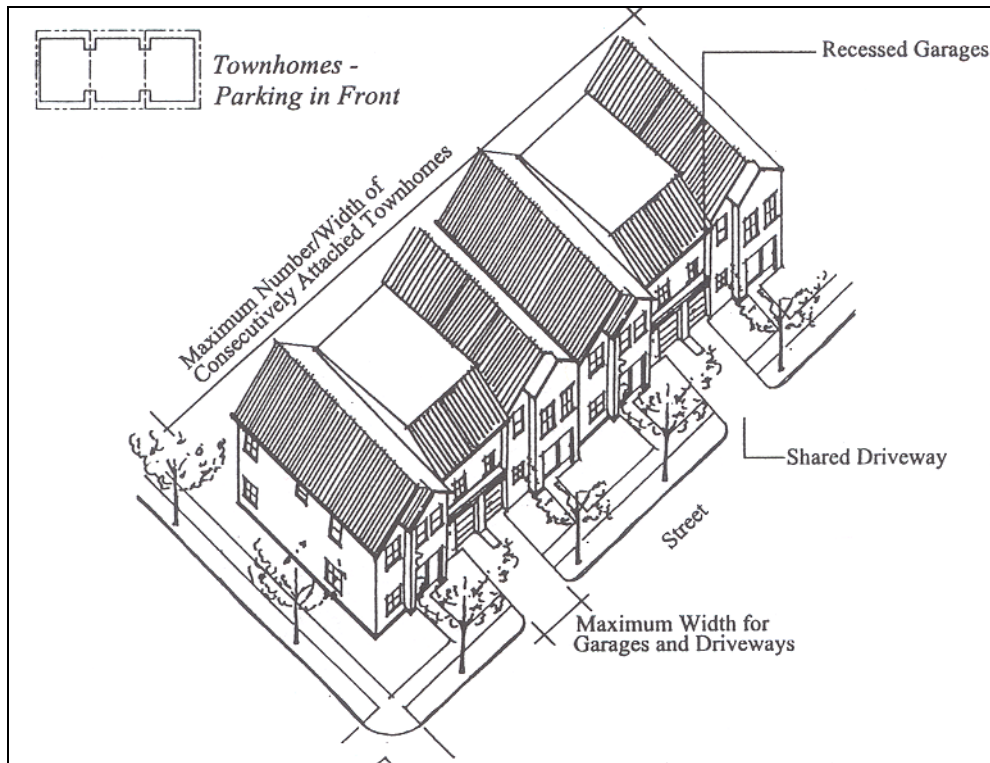 Townhomes -
Parking in Front
Recessed Garages
Maximum Number/Width of
Consecutively Attached Townhomes
Shared Driveway
Street
Maximum Width for
Garages and Driveways